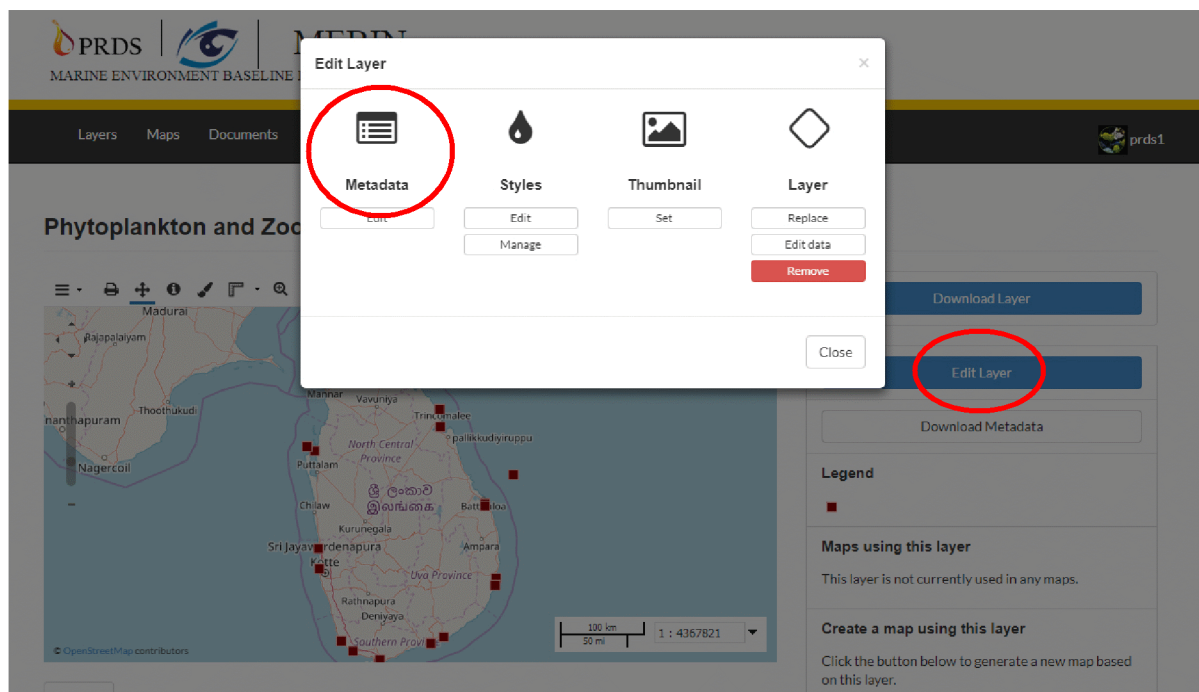 PRDS
MARINE ENVIRONMENT BASELINE
Layers Maps Documents
prds1
Edit Layer ×
Metadata Styles Thumbnail Layer
Edit Edit Set Replace
Manage Edit data
Remove
Close
Phytoplankton and Zoo
Download Layer
Edit Layer
Download Metadata
Legend
Maps using this layer
This layer is not currently used in any maps.
Create a map using this layer
Click the button below to generate a new map based
on this layer.
Madurai
Rajapalaiyam
Thoothukudi
nanthapuram
Nagercoil
Mannar
Vavuniya
Trincomalee
pallikkudiyiruppu
North Central
Province
Puttalam
ශ්‍රී ලංකාව
இலங்கை
Chilaw
Kurunegala
Sri Jayawardenapura
Kotte
Ampara
Uva Province
Rathnapura
Deniyaya
Southern Provi
100 km
50 mi
1 : 4367821
© OpenStreetMap contributors